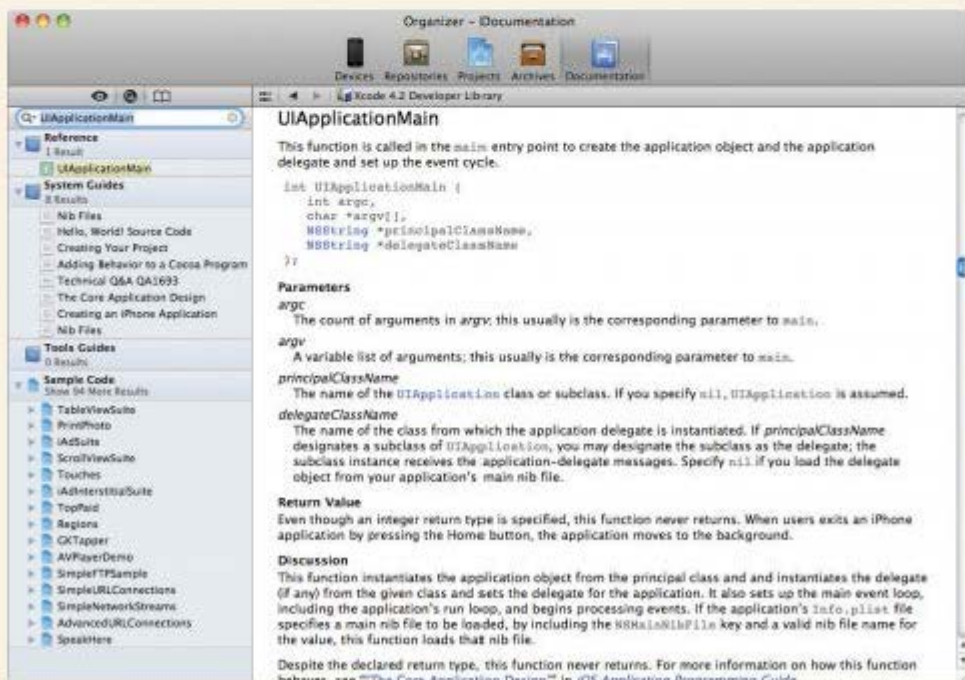 Organizer - Documentation
Devices Repositories Projects Archives Documentation
Xcode 4.2 Developer Library
UIApplicationMain
Reference
1 Result
UIApplicationMain
System Guides
8 Results
Nib Files
Hello, World! Source Code
Creating Your Project
Adding Behavior to a Cocoa Program
Technical Q&A QA1693
The Core Application Design
Creating an iPhone Application
Nib Files
Tools Guides
0 Results
Sample Code
Show 94 More Results
TableViewSuite
PrintPhoto
iAdSuite
ScrollViewSuite
Touches
iAdInterstitialSuite
TopPaid
Regions
GKTapper
AVPlayerDemo
SimpleFTPSample
SimpleURLConnections
SimpleNetworkStreams
AdvancedURLConnections
SpeakHere
UIApplicationMain
This function is called in the main entry point to create the application object and the application
delegate and set up the event cycle.
int UIApplicationMain (
int argc,
char *argv[],
NSString *principalClassName,
NSString *delegateClassName
);
Parameters
argc
The count of arguments in argv; this usually is the corresponding parameter to main.
argv
A variable list of arguments; this usually is the corresponding parameter to main.
principalClassName
The name of the UIApplication class or subclass. If you specify nil, UIApplication is assumed.
delegateClassName
The name of the class from which the application delegate is instantiated. If principalClassName
designates a subclass of UIApplication, you may designate the subclass as the delegate; the
subclass instance receives the application-delegate messages. Specify nil if you load the delegate
object from your application's main nib file.
Return Value
Even though an integer return type is specified, this function never returns. When users exits an iPhone
application by pressing the Home button, the application moves to the background.
Discussion
This function instantiates the application object from the principal class and and instantiates the delegate
(if any) from the given class and sets the delegate for the application. It also sets up the main event loop,
including the application's run loop, and begins processing events. If the application's Info.plist file
specifies a main nib file to be loaded, by including the NSMainNibFile key and a valid nib file name for
the value, this function loads that nib file.
Despite the declared return type, this function never returns. For more information on how this function
behaves, see "The Core Application Design" in iOS Application Programming Guide.